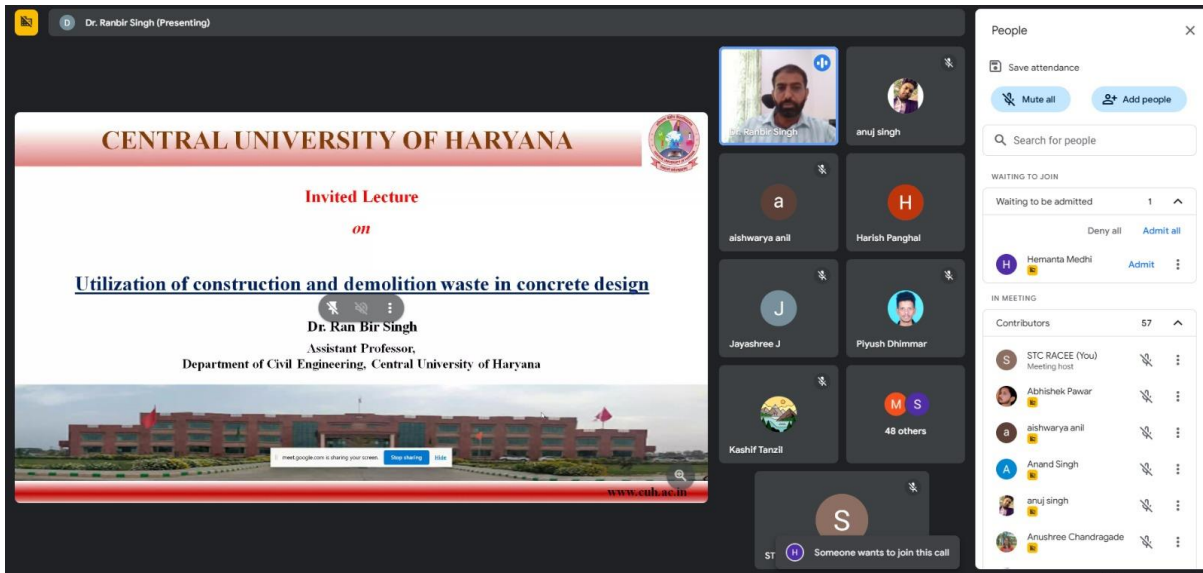 D Dr. Ranbir Singh (Presenting)
CENTRAL UNIVERSITY OF HARYANA
Invited Lecture
on
Utilization of construction and demolition waste in concrete design
Dr. Ran Bir Singh
Assistant Professor,
Department of Civil Engineering, Central University of Haryana
meet.google.com is sharing your screen. Stop sharing Hide
www.cuh.ac.in
Dr. Ranbir Singh
anuj singh
a
aishwarya anil
H
Harish Panghal
J
Jayashree J
Piyush Dhimmar
Kashif Tanzil
M S
48 others
S
ST
H Someone wants to join this call
People
Save attendance
Mute all Add people
Search for people
WAITING TO JOIN
Waiting to be admitted 1
Deny all Admit all
H Hemanta Medhi Admit
IN MEETING
Contributors 57
S STC RACEE (You)
Meeting host
Abhishek Pawar
a aishwarya anil
A Anand Singh
anuj singh
Anushree Chandragade